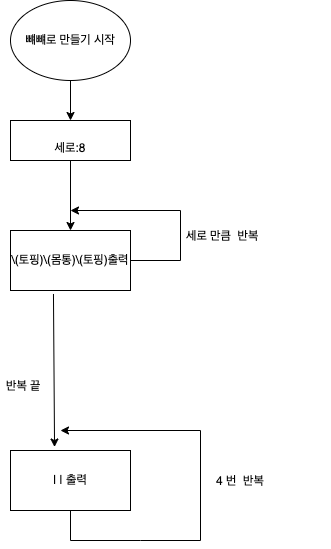 빼빼로 만들기 시작
세로:8
세로 만큼 반복
\(토핑)\(몸통)\(토핑)출력
반복 끝
l l 출력
4 번 반복